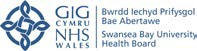 GIG
CYMRU
NHS
WALES
Bwrdd Iechyd Prifysgol
Bae Abertawe
Swansea Bay University
Health Board